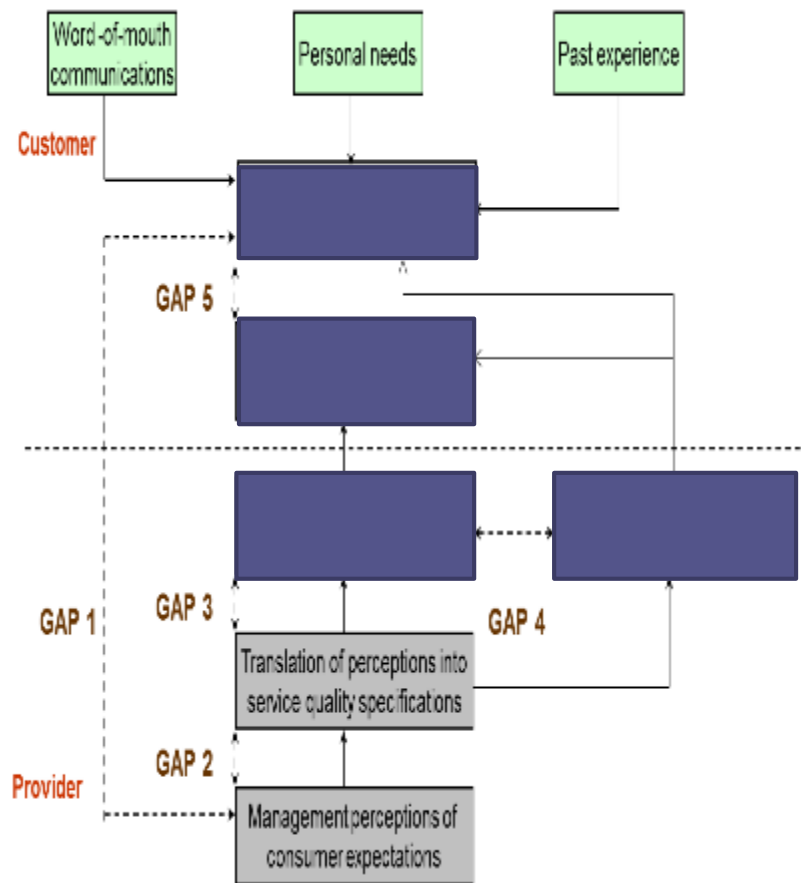 Word-of-mouth
communications
Personal needs
Past experience
Customer
GAP 5
GAP 1
GAP 3
GAP 4
Translation of perceptions into
service quality specifications
GAP 2
Provider
Management perceptions of
consumer expectations